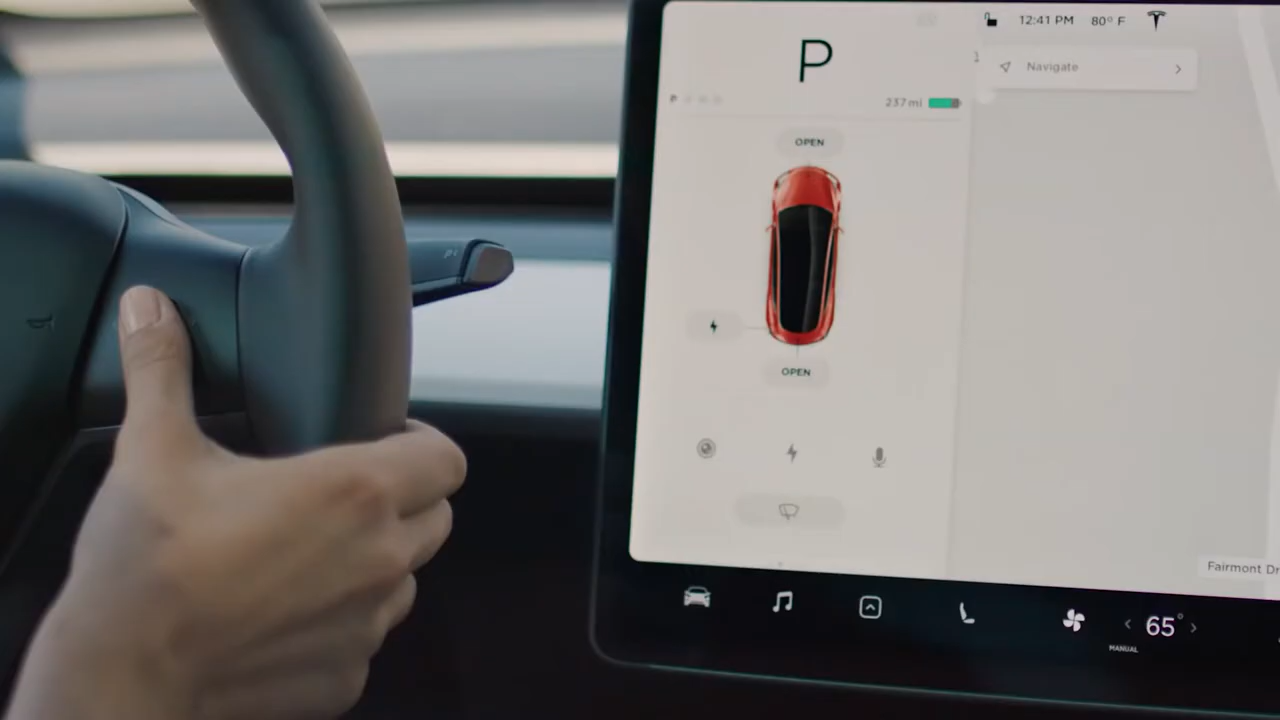 P
12:41 PM 80° F
Navigate
237 mi
OPEN
OPEN
Fairmont Dr
65°
MANUAL